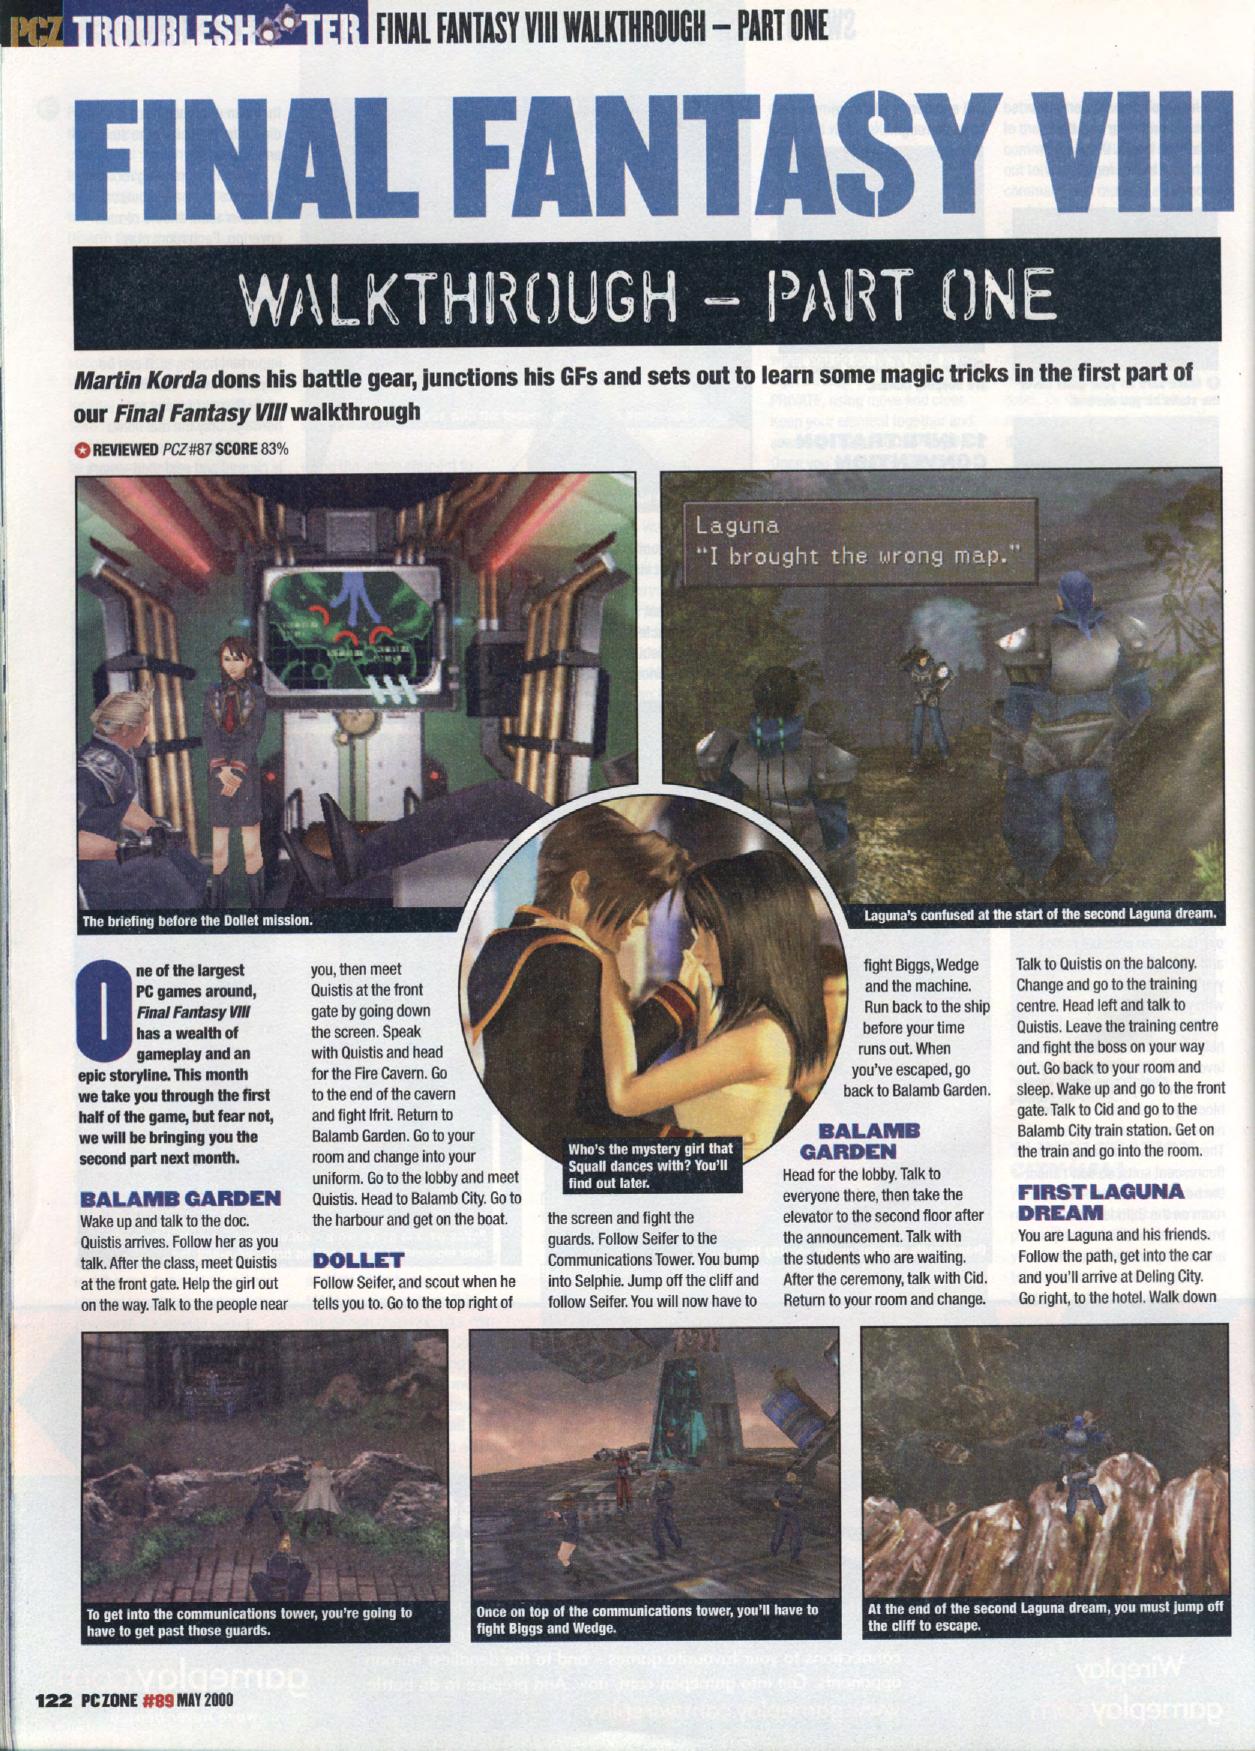 PCZ TROUBLESHOOTER FINAL FANTASY VIII WALKTHROUGH – PART ONE
FINAL FANTASY VIII
WALKTHROUGH – PART ONE
Martin Korda dons his battle gear, junctions his GFs and sets out to learn some magic tricks in the first part of
our Final Fantasy VIII walkthrough
REVIEWED PCZ #87 SCORE 83%
Laguna
“I brought the wrong map.”
The briefing before the Dollet mission.
Laguna's confused at the start of the second Laguna dream.
Who's the mystery girl that
Squall dances with? You'll
find out later.
One of the largest
PC games around,
Final Fantasy VIII
has a wealth of
gameplay and an
epic storyline. This month
we take you through the first
half of the game, but fear not,
we will be bringing you the
second part next month.
BALAMB GARDEN
Wake up and talk to the doc.
Quistis arrives. Follow her as you
talk. After the class, meet Quistis
at the front gate. Help the girl out
on the way. Talk to the people near
you, then meet
Quistis at the front
gate by going down
the screen. Speak
with Quistis and head
for the Fire Cavern. Go
to the end of the cavern
and fight Ifrit. Return to
Balamb Garden. Go to your
room and change into your
uniform. Go to the lobby and meet
Quistis. Head to Balamb City. Go to
the harbour and get on the boat.
DOLLET
Follow Seifer, and scout when he
tells you to. Go to the top right of
the screen and fight the
guards. Follow Seifer to the
Communications Tower. You bump
into Selphie. Jump off the cliff and
follow Seifer. You will now have to
fight Biggs, Wedge
and the machine.
Run back to the ship
before your time
runs out. When
you've escaped, go
back to Balamb Garden.
BALAMB
GARDEN
Head for the lobby. Talk to
everyone there, then take the
elevator to the second floor after
the announcement. Talk with
the students who are waiting.
After the ceremony, talk with Cid.
Return to your room and change.
Talk to Quistis on the balcony.
Change and go to the training
centre. Head left and talk to
Quistis. Leave the training centre
and fight the boss on your way
out. Go back to your room and
sleep. Wake up and go to the front
gate. Talk to Cid and go to the
Balamb City train station. Get on
the train and go into the room.
FIRST LAGUNA
DREAM
You are Laguna and his friends.
Follow the path, get into the car
and you'll arrive at Deling City.
Go right, to the hotel. Walk down
To get into the communications tower, you're going to
have to get past those guards.
Once on top of the communications tower, you'll have to
fight Biggs and Wedge.
At the end of the second Laguna dream, you must jump off
the cliff to escape.
122 PC ZONE #89 MAY 2000